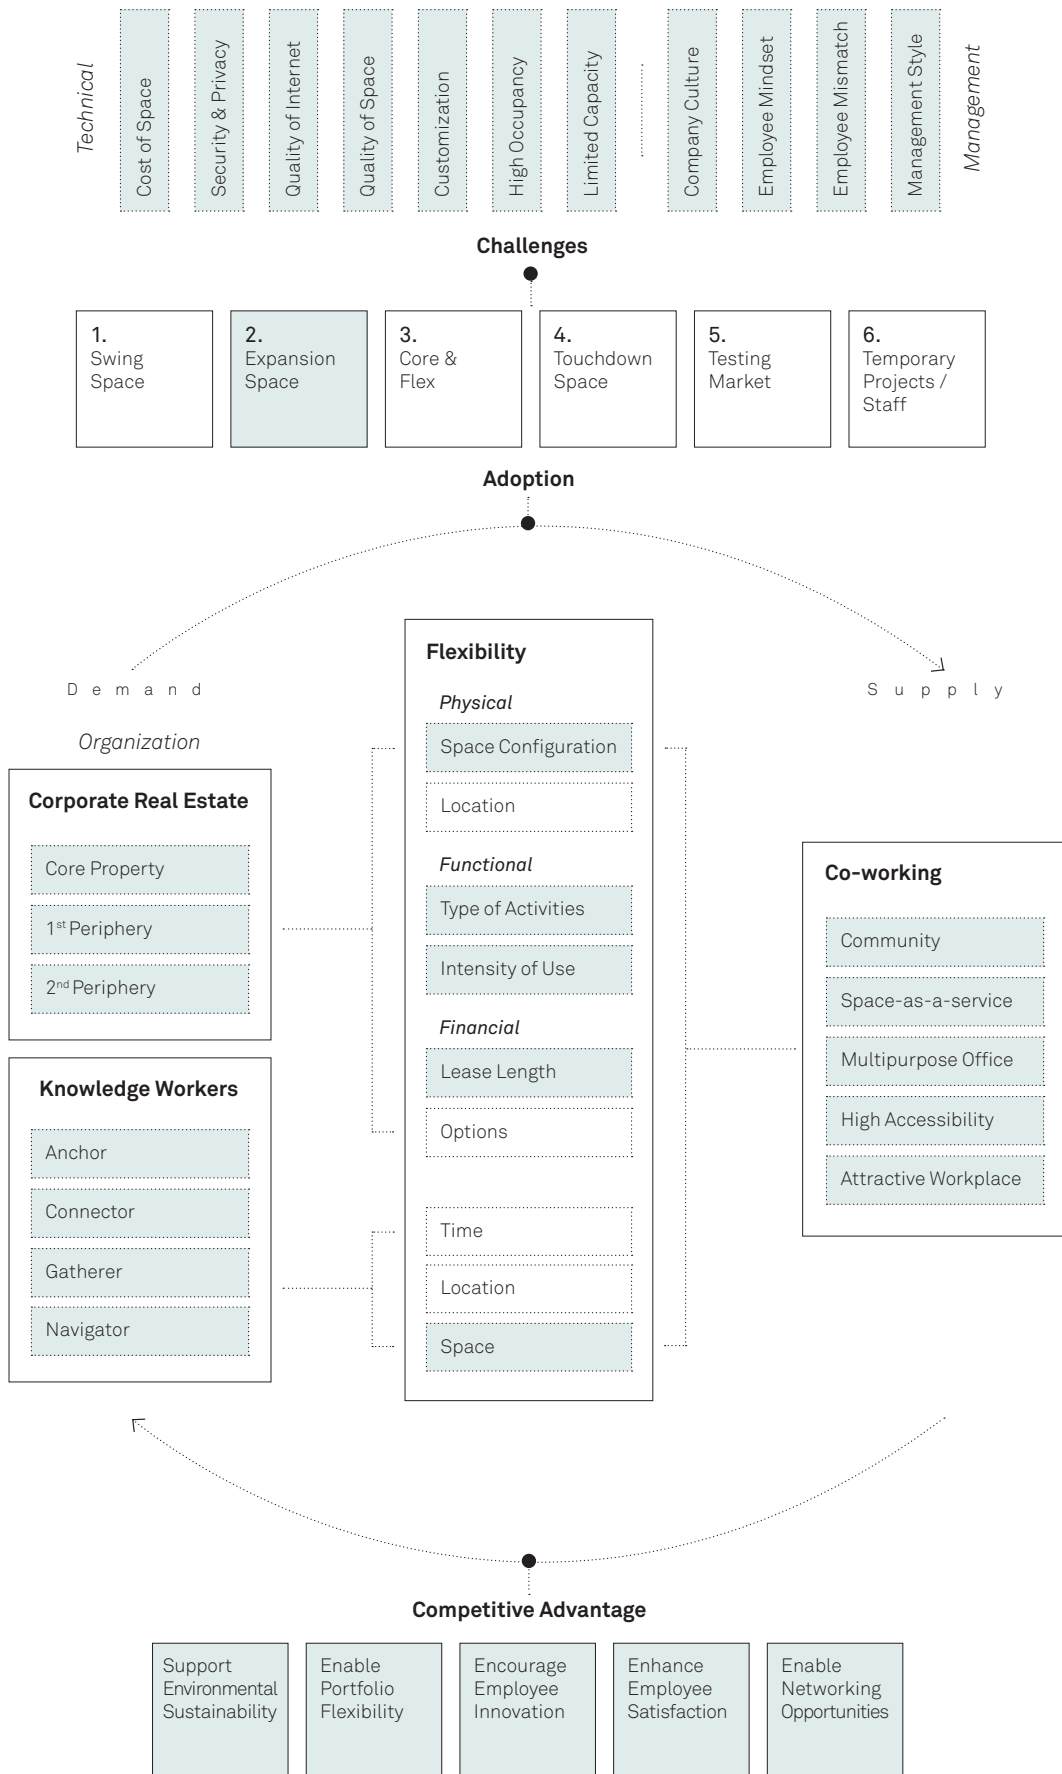 Technical
Cost of Space
Security & Privacy
Quality of Internet
Quality of Space
Customization
High Occupancy
Limited Capacity
Company Culture
Employee Mindset
Employee Mismatch
Management Style
Management
Challenges
1.
Swing
Space
2.
Expansion
Space
3.
Core &
Flex
4.
Touchdown
Space
5.
Testing
Market
6.
Temporary
Projects /
Staff
Adoption
Demand
Supply
Organization
Corporate Real Estate
Core Property
1st Periphery
2nd Periphery
Knowledge Workers
Anchor
Connector
Gatherer
Navigator
Flexibility
Physical
Space Configuration
Location
Functional
Type of Activities
Intensity of Use
Financial
Lease Length
Options
Time
Location
Space
Co-working
Community
Space-as-a-service
Multipurpose Office
High Accessibility
Attractive Workplace
Competitive Advantage
Support
Environmental
Sustainability
Enable
Portfolio
Flexibility
Encourage
Employee
Innovation
Enhance
Employee
Satisfaction
Enable
Networking
Opportunities